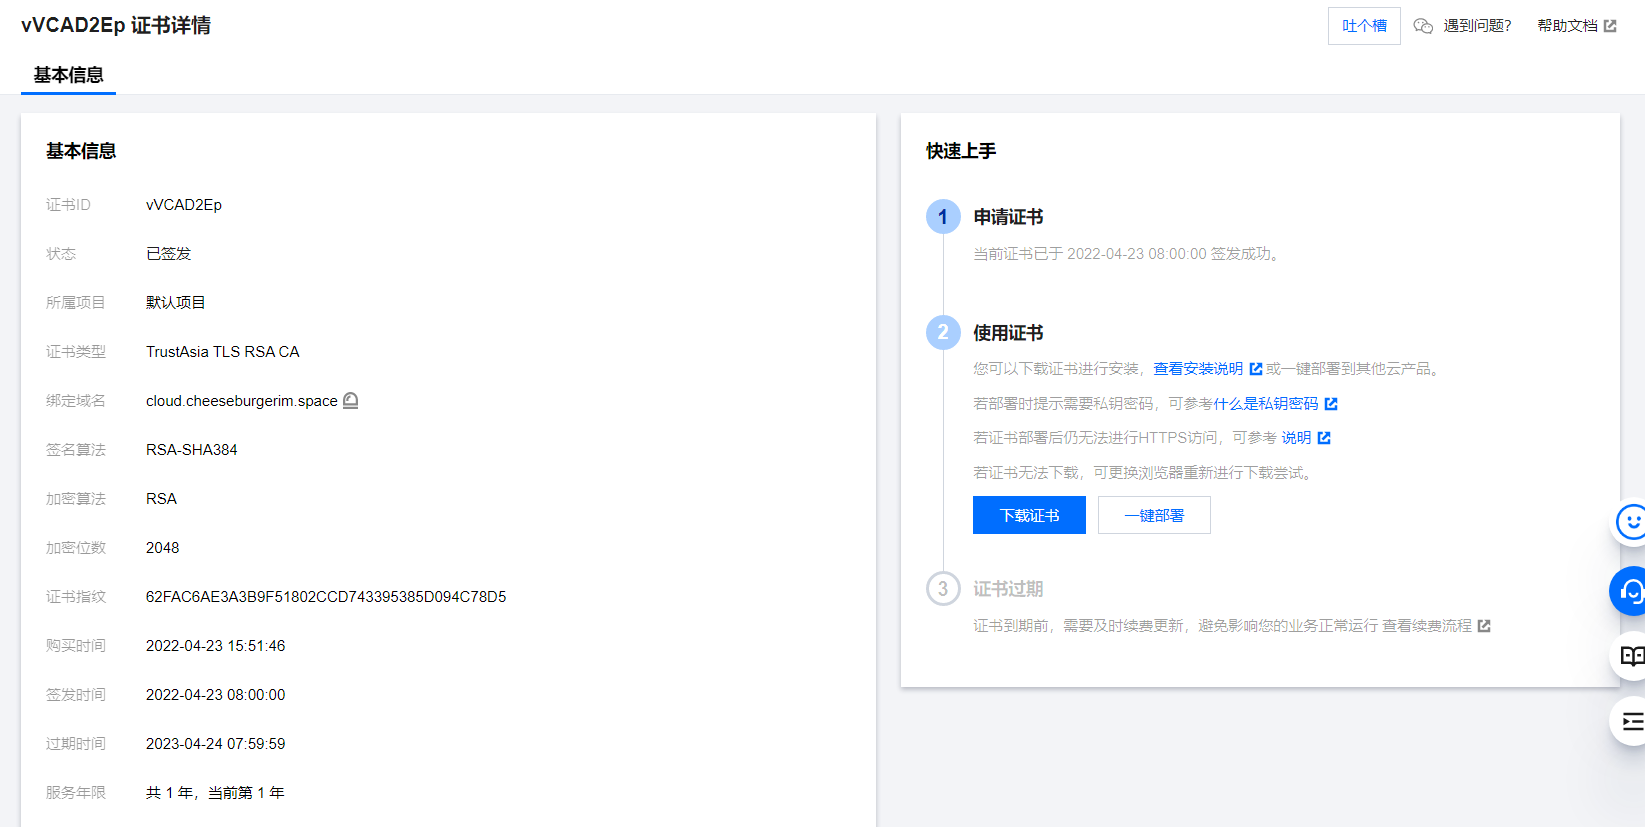 vVCAD2Ep 证书详情
吐个槽
遇到问题?
帮助文档
基本信息
基本信息
证书ID vVCAD2Ep
状态 已签发
所属项目 默认项目
证书类型 TrustAsia TLS RSA CA
绑定域名 cloud.cheeseburgerim.space
签名算法 RSA-SHA384
加密算法 RSA
加密位数 2048
证书指纹 62FAC6AE3A3B9F51802CCD743395385D094C78D5
购买时间 2022-04-23 15:51:46
签发时间 2022-04-23 08:00:00
过期时间 2023-04-24 07:59:59
服务年限 共 1 年，当前第 1 年
快速上手
1 申请证书
当前证书已于 2022-04-23 08:00:00 签发成功。
2 使用证书
您可以下载证书进行安装，查看安装说明 或一键部署到其他云产品。
若部署时提示需要私钥密码，可参考什么是私钥密码
若证书部署后仍无法进行HTTPS访问，可参考 说明
若证书无法下载，可更换浏览器重新进行下载尝试。
下载证书 一键部署
3 证书过期
证书到期前，需要及时续费更新，避免影响您的业务正常运行 查看续费流程